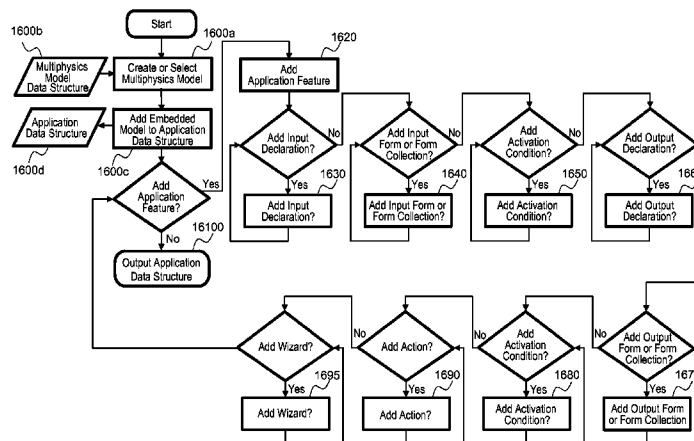 1600b
Start
1600a
1620
Multiphysics
Model
Data Structure
Create or Select
Multiphysics Model
Add
Application Feature
Application
Data Structure
Add Embedded
Model to Application
Data Structure
1600d
1600c
Add Input
Declaration?
No
Add Input
Form or Form
Collection?
No
Add
Activation
Condition?
No
Add Output
Declaration?
Yes
1630
Yes
1640
Yes
1650
Yes
Add
Application
Feature?
Yes
Add Input
Declaration?
Add Input Form or
Form Collection?
Add Activation
Condition?
Add Output
Declaration?
No
16100
Output Application
Data Structure
Add Wizard?
No
Add Action?
No
Add
Activation
Condition?
No
Add Output
Form or Form
Collection?
Yes
1695
Yes
1690
Yes
1680
Yes
Add Wizard?
Add Action?
Add Activation
Condition?
Add Output Form
or Form Collection